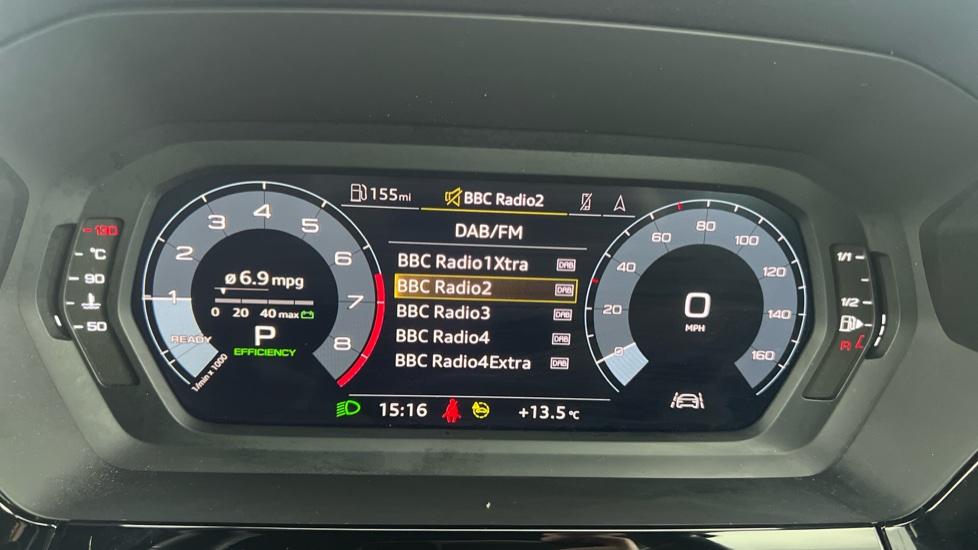 155mi
BBC Radio2
DAB/FM
BBC Radio1Xtra DAB
BBC Radio2 DAB
BBC Radio3 DAB
BBC Radio4 DAB
BBC Radio4Extra DAB
1 2 3 4 5 6 7 8
READY
1/min x 1000
ø 6.9 mpg
0 20 40 max
P
EFFICIENCY
130
°C
90
50
0 20 40 60 80 100 120 140 160
0
MPH
1/1
1/2
R
15:16
+13.5 °C